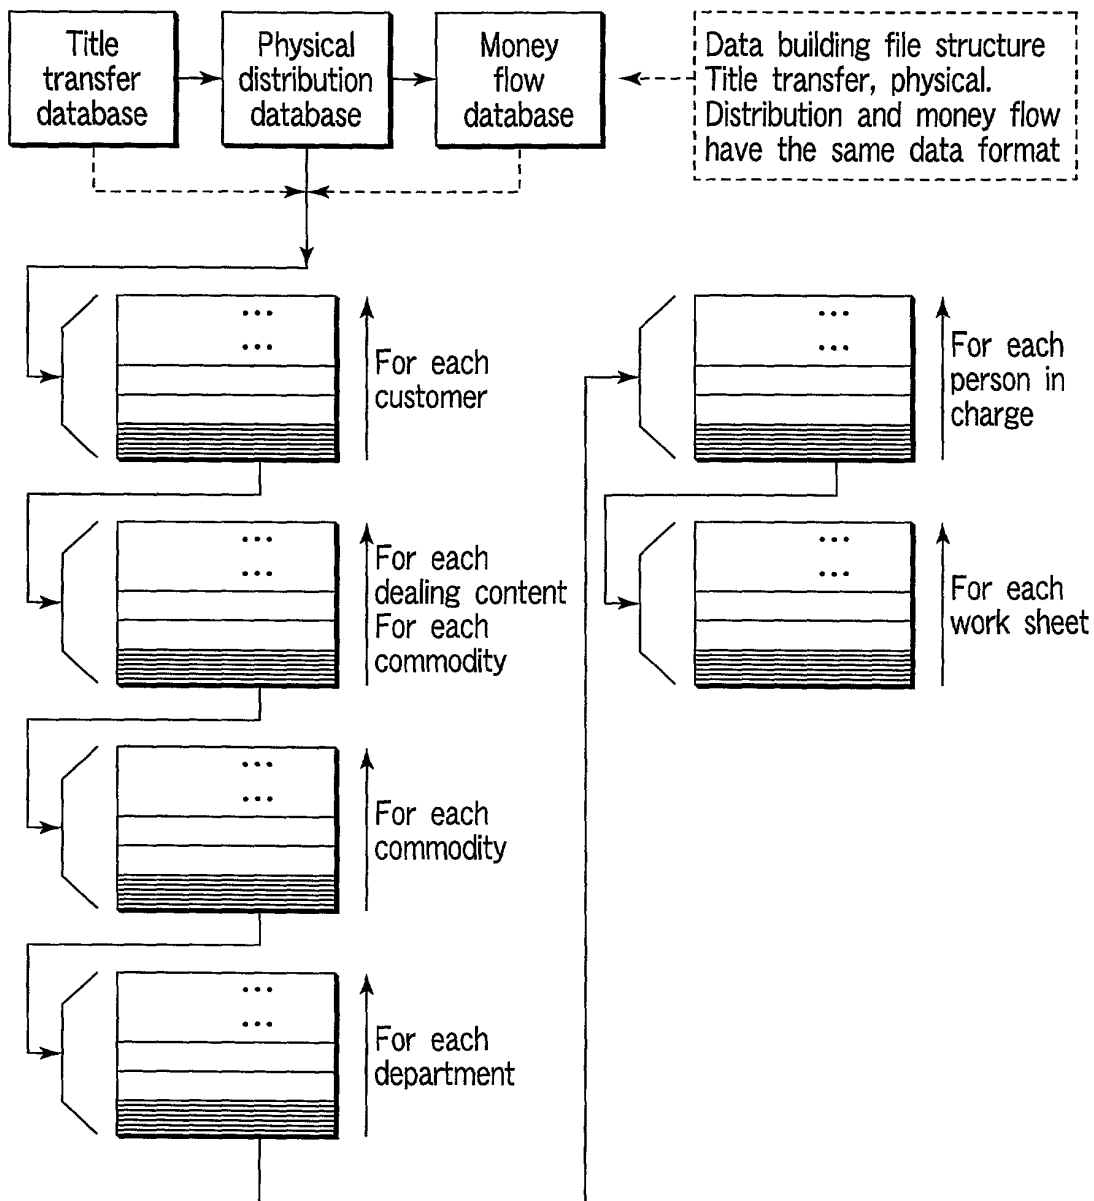 Title
transfer
database
Physical
distribution
database
Money
flow
database
Data building file structure
Title transfer, physical.
Distribution and money flow
have the same data format
...
...
For each
customer
...
...
For each
dealing content
For each
commodity
...
...
For each
commodity
...
...
For each
department
...
...
For each
person in
charge
...
...
For each
work sheet